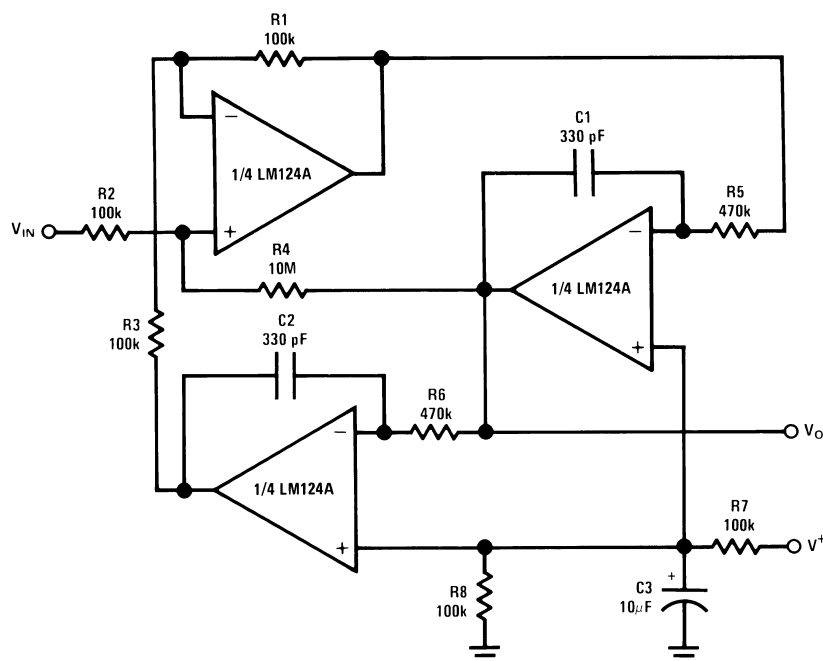 R1
100k
C1
330 pF
1/4 LM124A
−
+
R2
100k
VIN
R5
470k
R4
10M
1/4 LM124A
−
+
R3
100k
C2
330 pF
R6
470k
VO
1/4 LM124A
−
+
R7
100k
V+
R8
100k
+
C3
10μF